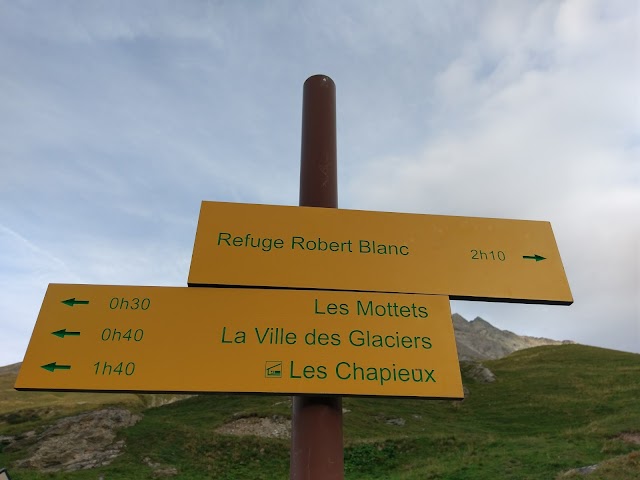 Refuge Robert Blanc 2h10
0h30 Les Mottets
0h40 La Ville des Glaciers
1h40 Les Chapieux